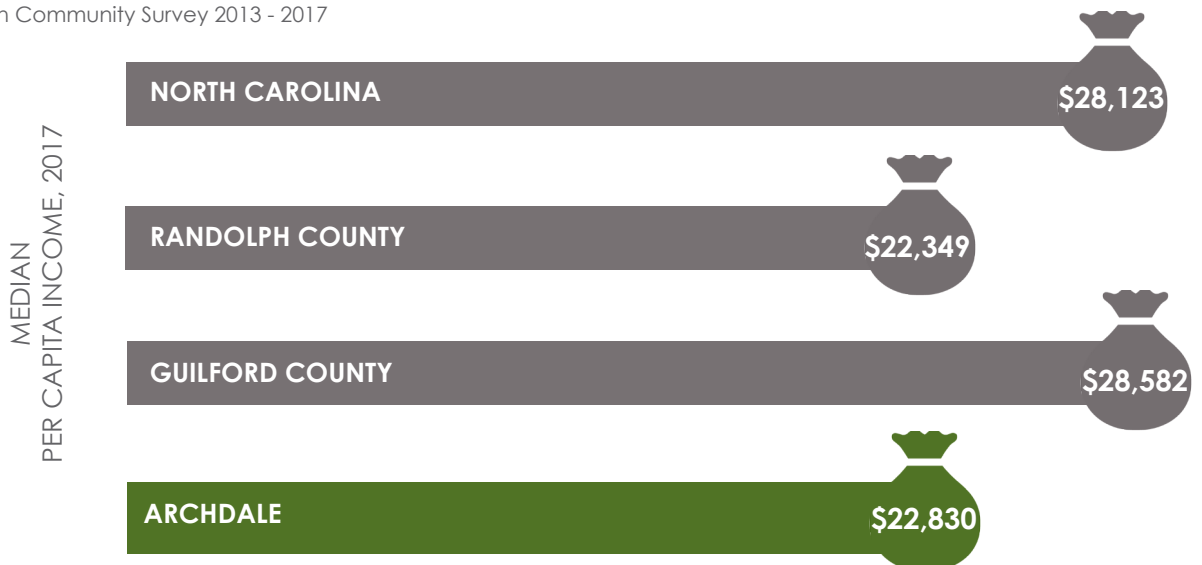 Community Survey 2013 - 2017
MEDIAN
PER CAPITA INCOME, 2017
NORTH CAROLINA
$28,123
RANDOLPH COUNTY
$22,349
GUILFORD COUNTY
$28,582
ARCHDALE
$22,830